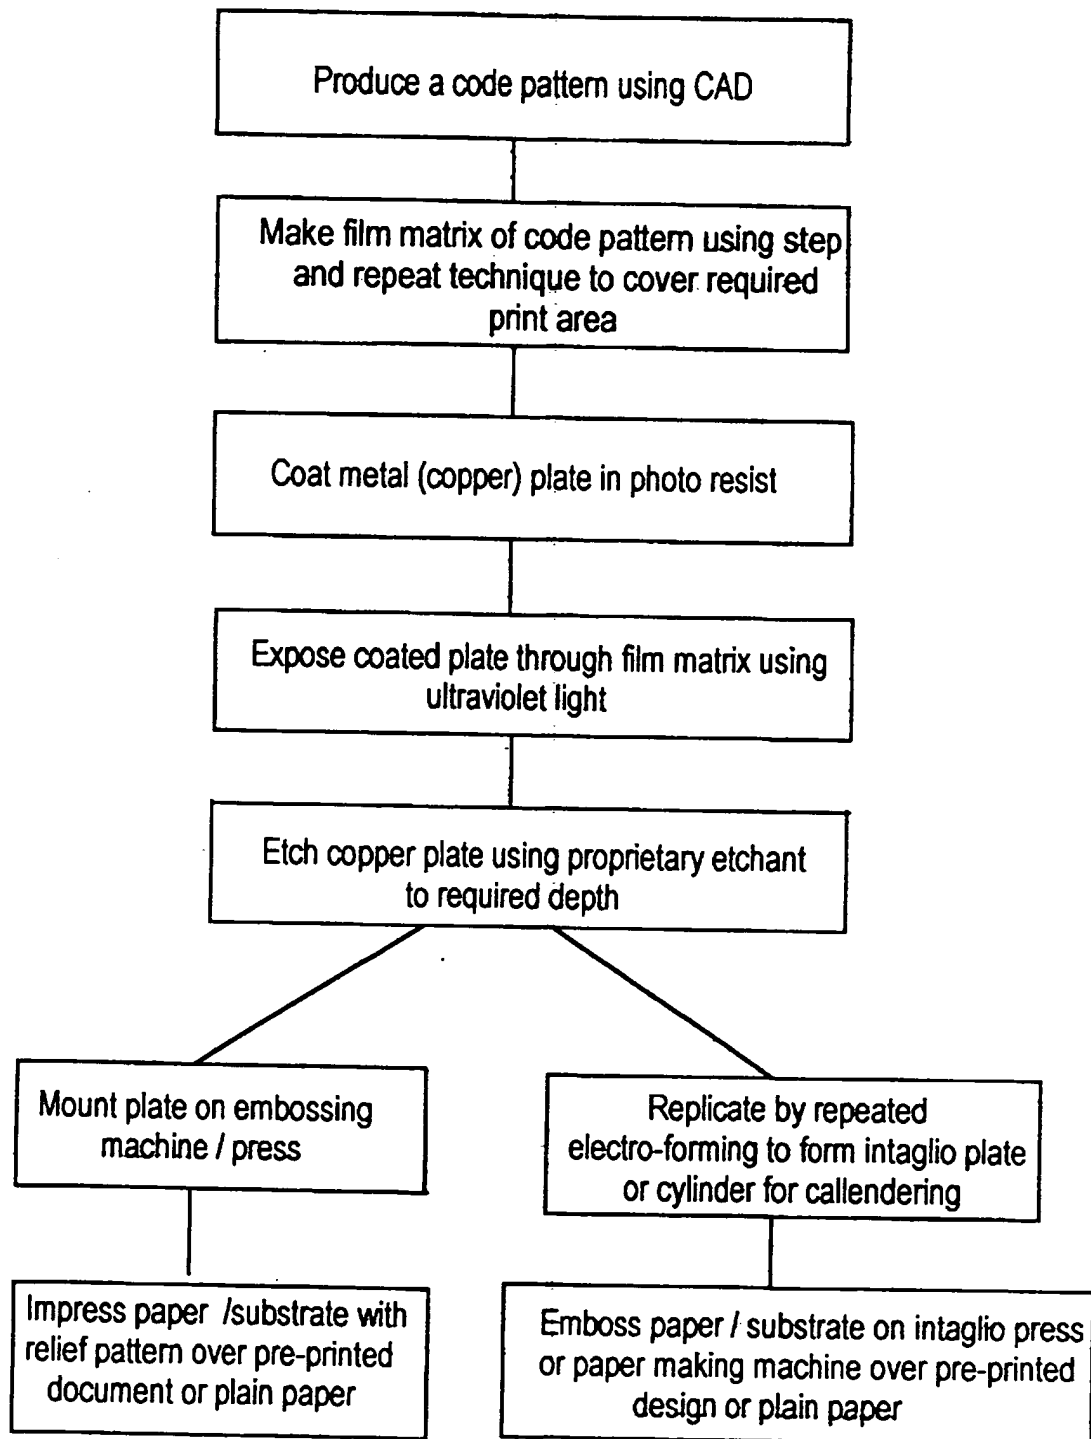 Produce a code pattern using CAD
Make film matrix of code pattern using step
and repeat technique to cover required
print area
Coat metal (copper) plate in photo resist
Expose coated plate through film matrix using
ultraviolet light
Etch copper plate using proprietary etchant
to required depth
Mount plate on embossing
machine / press
Replicate by repeated
electro-forming to form intaglio plate
or cylinder for callendering
Impress paper /substrate with
relief pattern over pre-printed
document or plain paper
Emboss paper / substrate on intaglio press
or paper making machine over pre-printed
design or plain paper